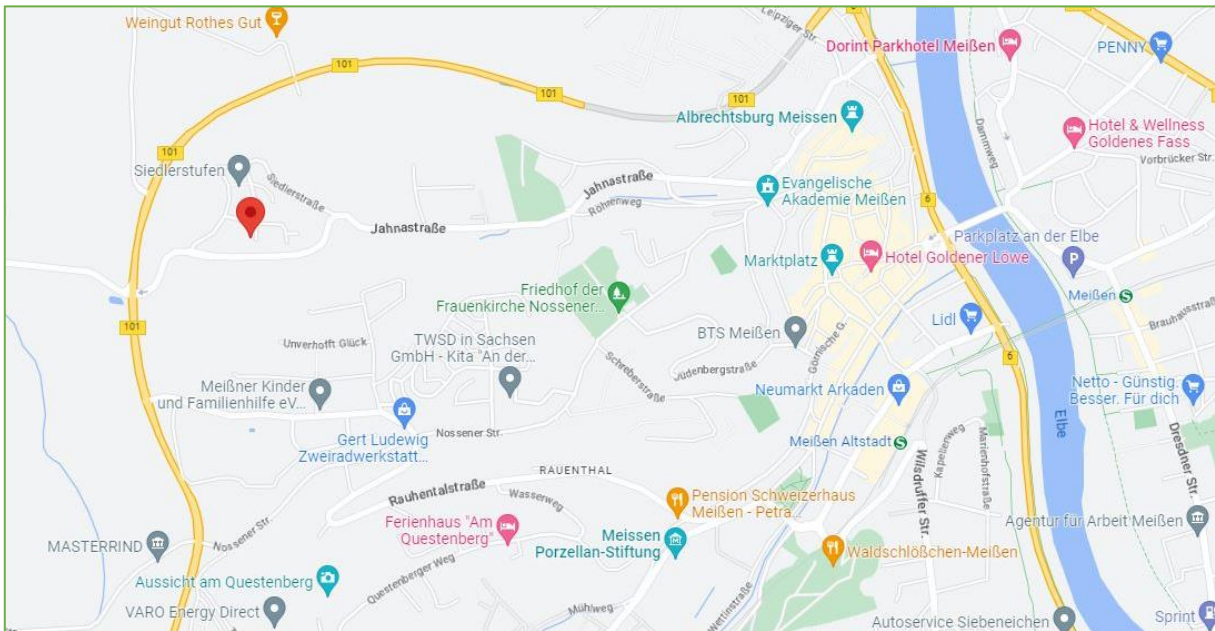 Weingut Rothes Gut
Leipziger Str.
6
Dorint Parkhotel Meißen
PENNY
101
101
101
Albrechtsburg Meissen
Dammweg
Hotel & Wellness
Goldenes Fass
Vorbrücker Str.
101
Siedlerstufen
Siedlerstraße
Jahnastraße
Röhrenweg
Evangelische
Akademie Meißen
6
Jahnastraße
Marktplatz
Hotel Goldener Löwe
Parkplatz an der Elbe
P
Meißen S
Friedhof der
Frauenkirche Nossener...
101
Unverhofft Glück
TWSD in Sachsen
GmbH - Kita "An der...
BTS Meißen
Görnische G.
Lidl
Brauhausstraße
6
Schreberstraße
Jüdenbergstraße
Meißner Kinder
und Familienhilfe eV...
Neumarkt Arkaden
Netto - Günstig.
Besser. Für dich
Elbe
Gert Ludewig
Zweiradwerkstatt...
Nossener Str.
Meißen Altstadt S
Kapellenweg
Marienhofstraße
Wilsdruffer Str.
Dresdner Str.
RAUENTHAL
Rauhentalstraße
Wasserweg
Pension Schweizerhaus
Meißen - Petra...
Ferienhaus "Am
Questenberg"
Agentur für Arbeit Meißen
MASTERRIND
Nossener Str.
Meissen
Porzellan-Stiftung
Waldschlößchen-Meißen
Aussicht am Questenberg
Questenberger Weg
VARO Energy Direct
Mühlweg
Wettinstraße
Autoservice Siebeneichen
Sprint